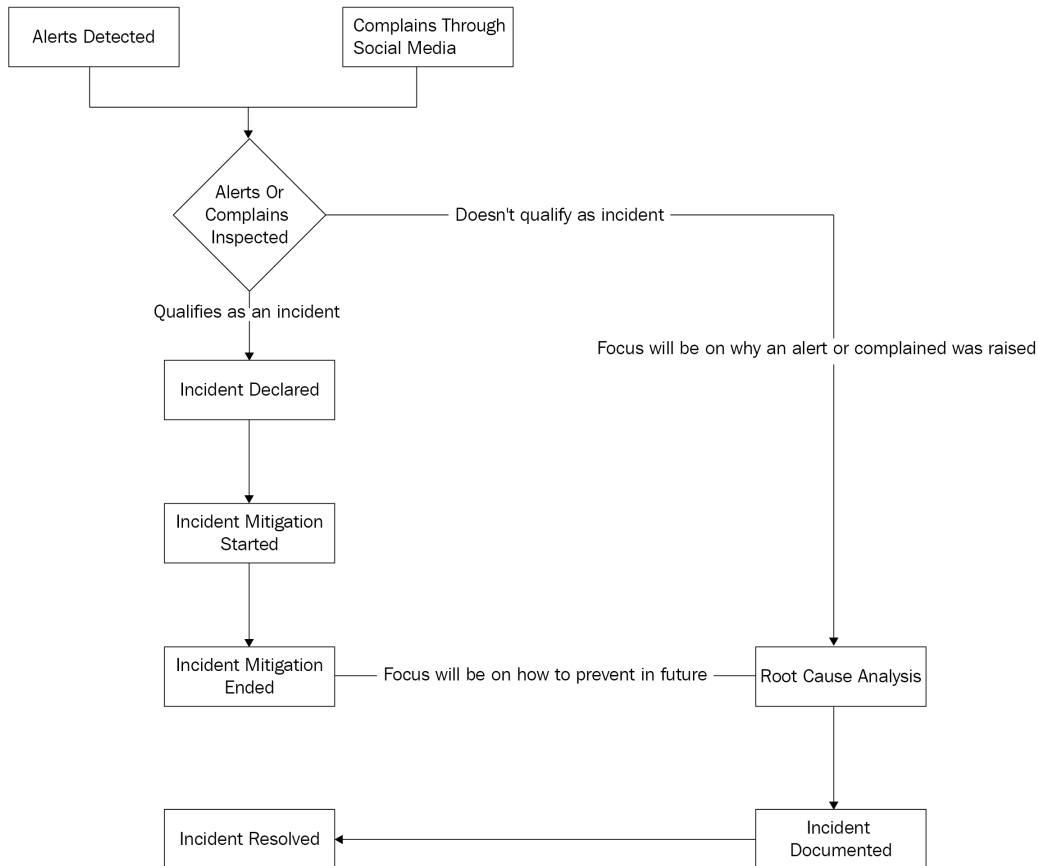 Alerts Detected
Complains Through
Social Media
Alerts Or
Complains
Inspected
Doesn't qualify as incident
Qualifies as an incident
Focus will be on why an alert or complained was raised
Incident Declared
Incident Mitigation
Started
Incident Mitigation
Ended
Focus will be on how to prevent in future
Root Cause Analysis
Incident Resolved
Incident
Documented